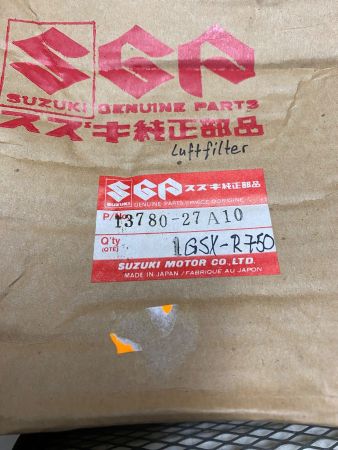 SGP
SUZUKI GENUINE PARTS
スズキ純正部品
Luftfilter
SGP スズキ純正部品
GENUINE PARTS/PIECE D'ORIGINE
P/No. 13780-27A10
Q'ty (QTE) 1 GSX-R750
SUZUKI MOTOR CO.,LTD.
MADE IN JAPAN/FABRIQUÉ AU JAPON